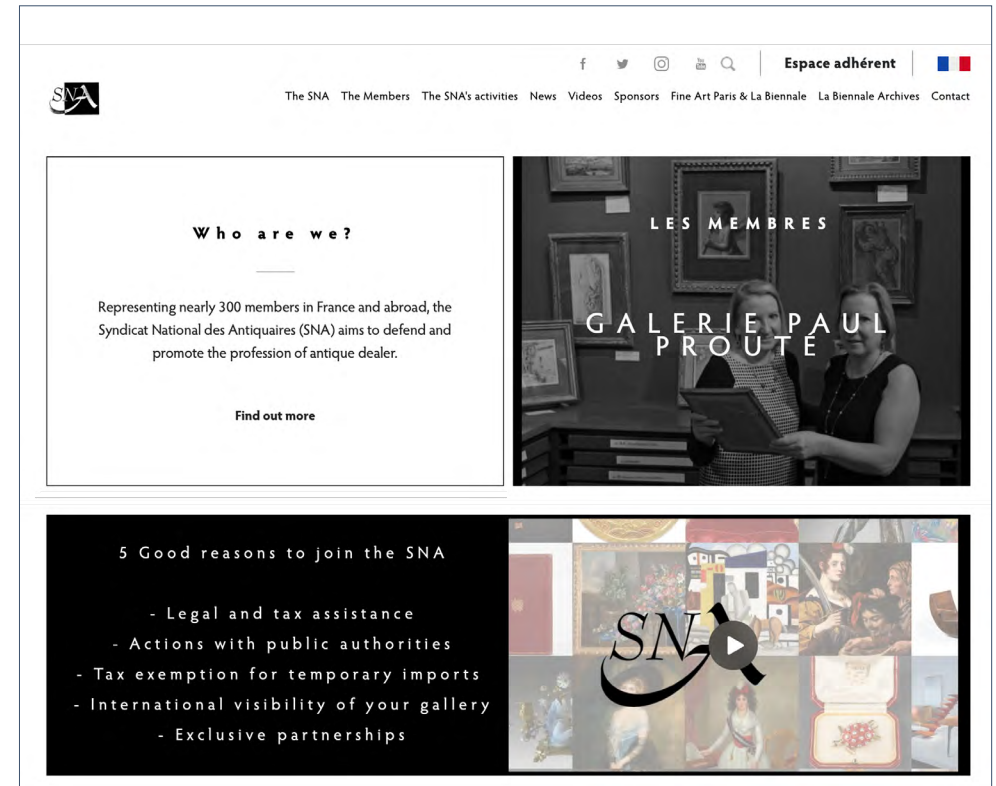 Espace adhérent
SNA
The SNA The Members The SNA's activities News Videos Sponsors Fine Art Paris & La Biennale La Biennale Archives Contact
Who are we?
Representing nearly 300 members in France and abroad, the
Syndicat National des Antiquaires (SNA) aims to defend and
promote the profession of antique dealer.
Find out more
LES MEMBRES
GALERIE PAUL
PROUTÉ
5 Good reasons to join the SNA
- Legal and tax assistance
- Actions with public authorities
- Tax exemption for temporary imports
- International visibility of your gallery
- Exclusive partnerships
SNA